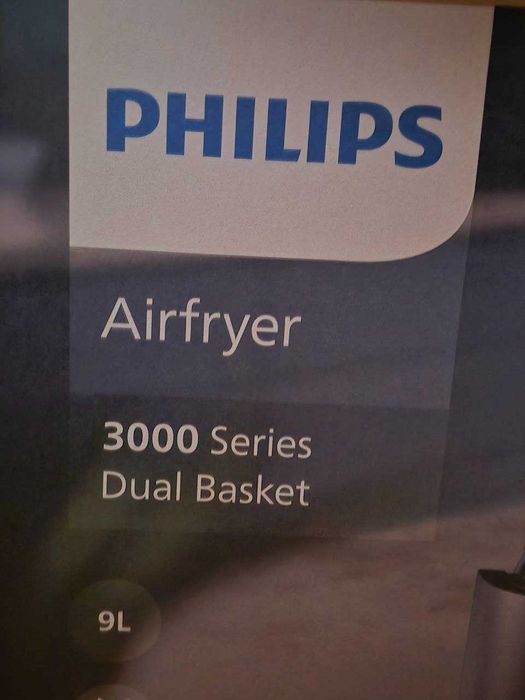 PHILIPS
Airfryer
3000 Series
Dual Basket
9L